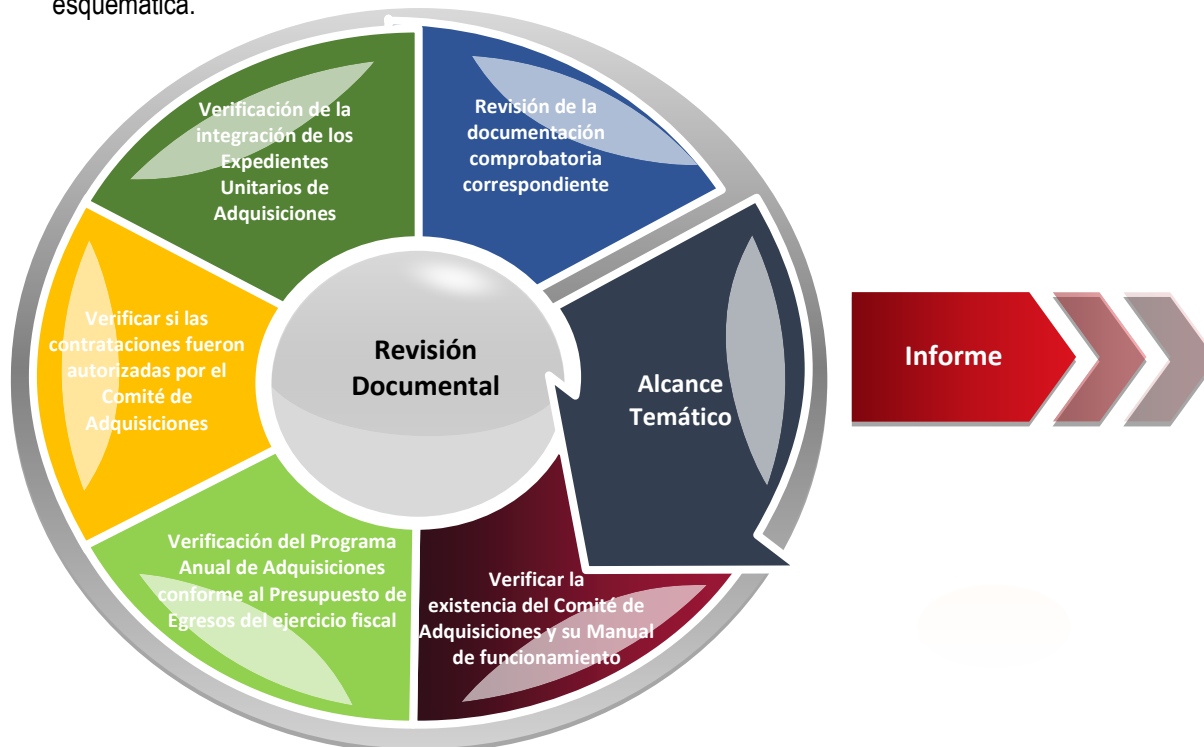 esquemática.
Verificación de la
integración de los
Expedientes
Unitarios de
Adquisiciones
Revisión de la
documentación
comprobatoria
correspondiente
Verificar si las
contrataciones fueron
autorizadas por el
Comité de
Adquisiciones
Revisión
Documental
Alcance
Temático
Informe
Verificación del Programa
Anual de Adquisiciones
conforme al Presupuesto de
Egresos del ejercicio fiscal
Verificar la
existencia del Comité de
Adquisiciones y su Manual
de funcionamiento